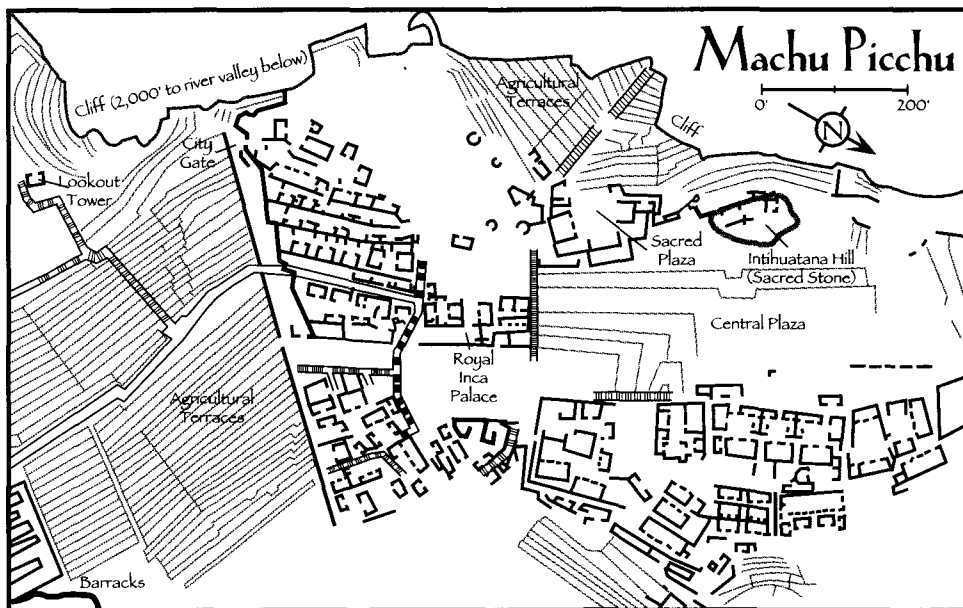 Machu Picchu
0' 200'
N
Cliff (2,000' to river valley below)
Agricultural
Terraces
Cliff
City
Gate
Lookout
Tower
Sacred
Plaza
Intihuatana Hill
(Sacred Stone)
Central Plaza
Royal
Inca
Palace
Agricultural
Terraces
Barracks